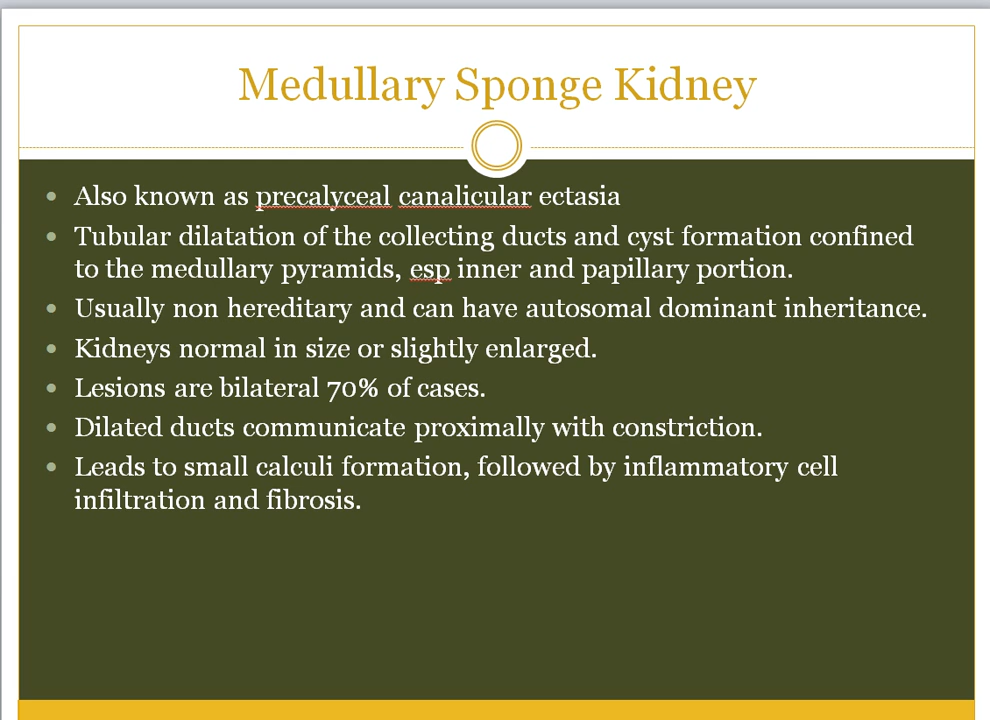 Medullary Sponge Kidney
• Also known as precalyceal canalicular ectasia
• Tubular dilatation of the collecting ducts and cyst formation confined
to the medullary pyramids, esp inner and papillary portion.
• Usually non hereditary and can have autosomal dominant inheritance.
• Kidneys normal in size or slightly enlarged.
• Lesions are bilateral 70% of cases.
• Dilated ducts communicate proximally with constriction.
• Leads to small calculi formation, followed by inflammatory cell
infiltration and fibrosis.